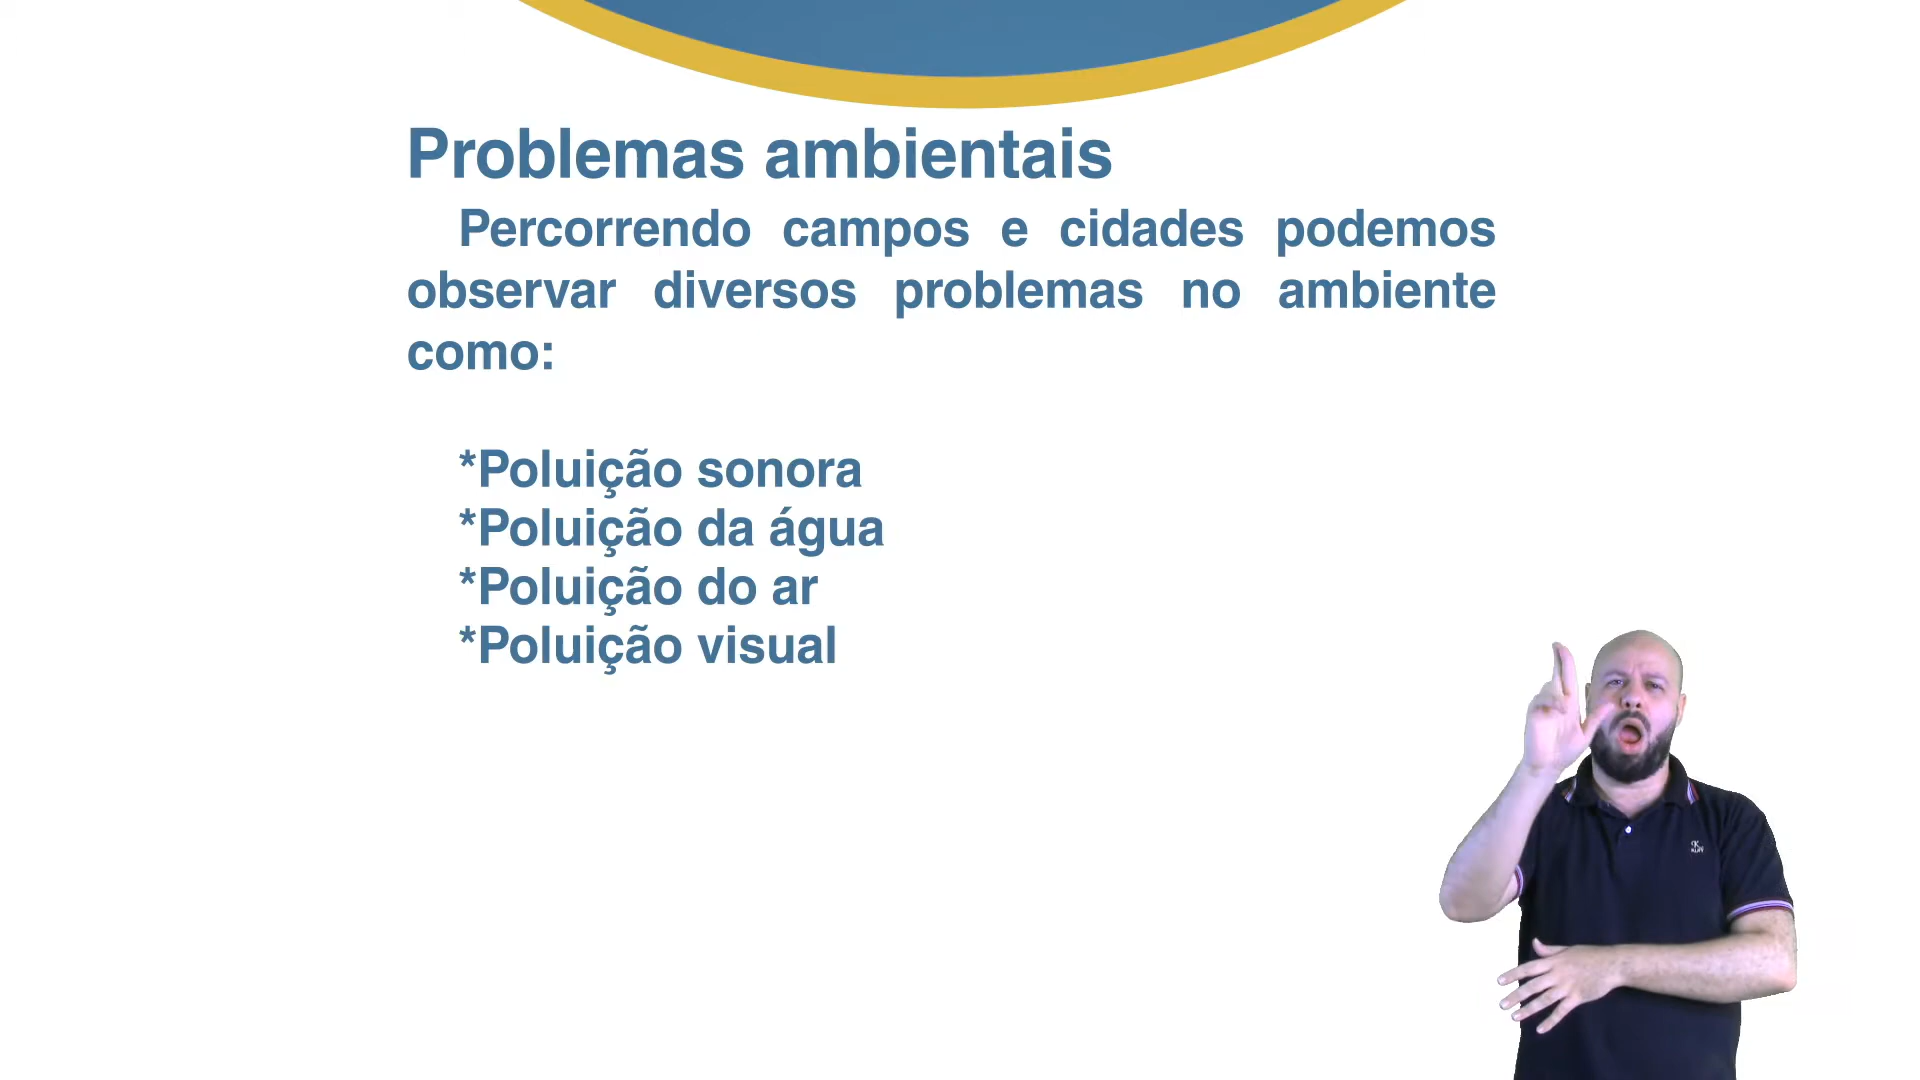 Problemas ambientais
Percorrendo campos e cidades podemos
observar diversos problemas no ambiente
como:
*Poluição sonora
*Poluição da água
*Poluição do ar
*Poluição visual